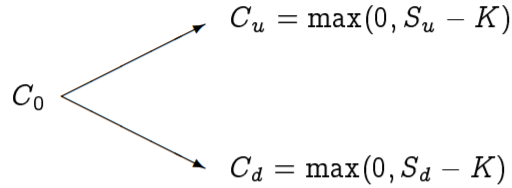 C_u = max(0, S_u − K)
C_0
C_d = max(0, S_d − K)